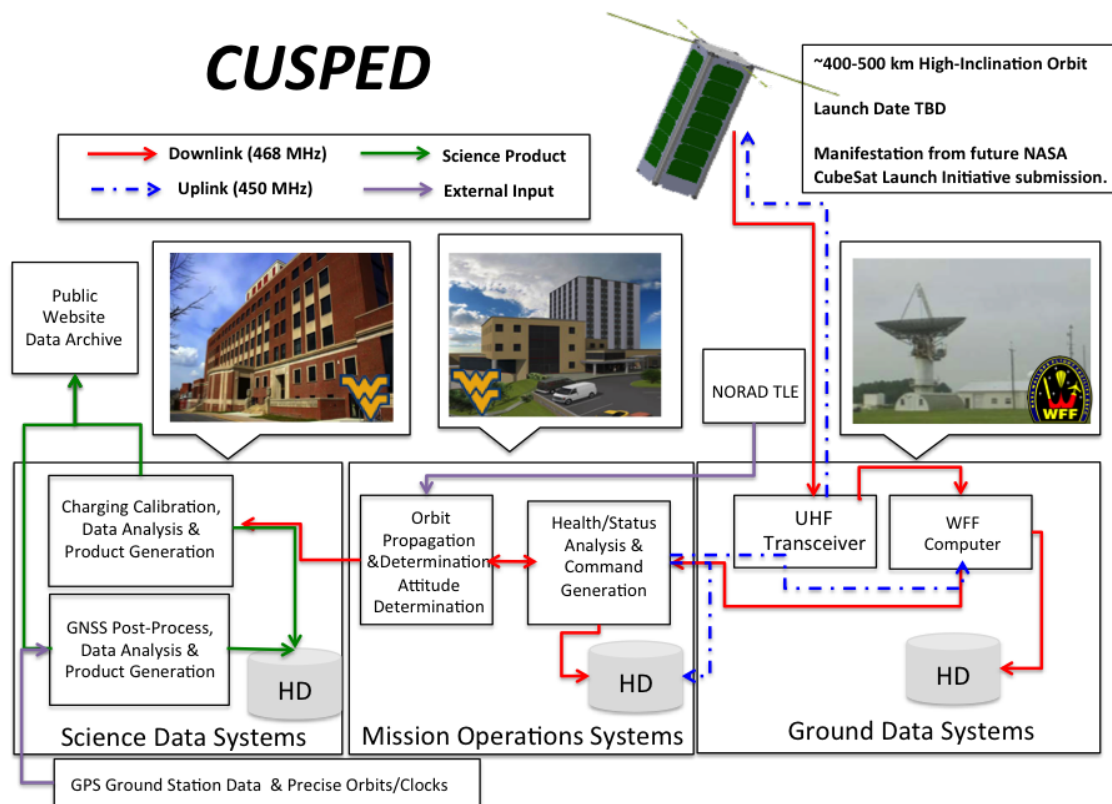 CUSPED
~400-500 km High-Inclination Orbit
Launch Date TBD
Manifestation from future NASA
CubeSat Launch Initiative submission.
Downlink (468 MHz)
Science Product
Uplink (450 MHz)
External Input
Public
Website
Data Archive
WV
WV
NORAD TLE
WFF
Charging Calibration,
Data Analysis &
Product Generation
GNSS Post-Process,
Data Analysis &
Product Generation
HD
Science Data Systems
Orbit
Propagation
&Determination
Attitude
Determination
Health/Status
Analysis &
Command
Generation
HD
Mission Operations Systems
UHF
Transceiver
WFF
Computer
HD
Ground Data Systems
GPS Ground Station Data & Precise Orbits/Clocks